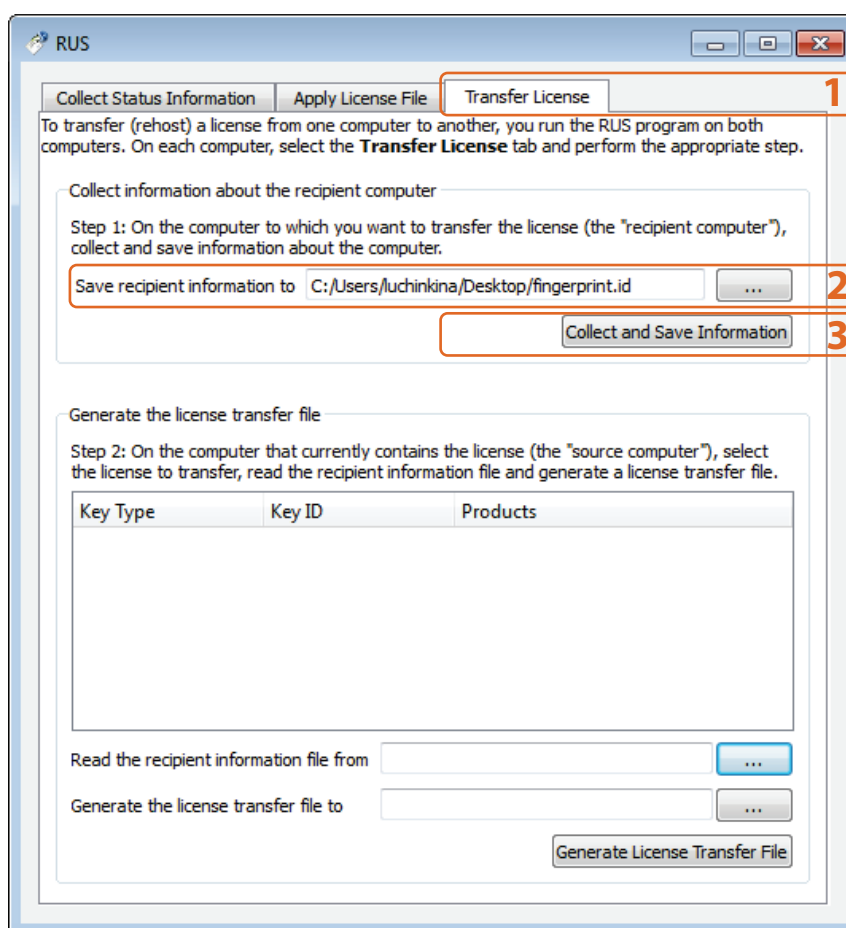 RUS
Collect Status Information Apply License File Transfer License 1
To transfer (rehost) a license from one computer to another, you run the RUS program on both
computers. On each computer, select the Transfer License tab and perform the appropriate step.
Collect information about the recipient computer
Step 1: On the computer to which you want to transfer the license (the "recipient computer"),
collect and save information about the computer.
Save recipient information to C:/Users/luchinkina/Desktop/fingerprint.id ... 2
Collect and Save Information 3
Generate the license transfer file
Step 2: On the computer that currently contains the license (the "source computer"), select
the license to transfer, read the recipient information file and generate a license transfer file.
Key Type Key ID Products
Read the recipient information file from ...
Generate the license transfer file to ...
Generate License Transfer File